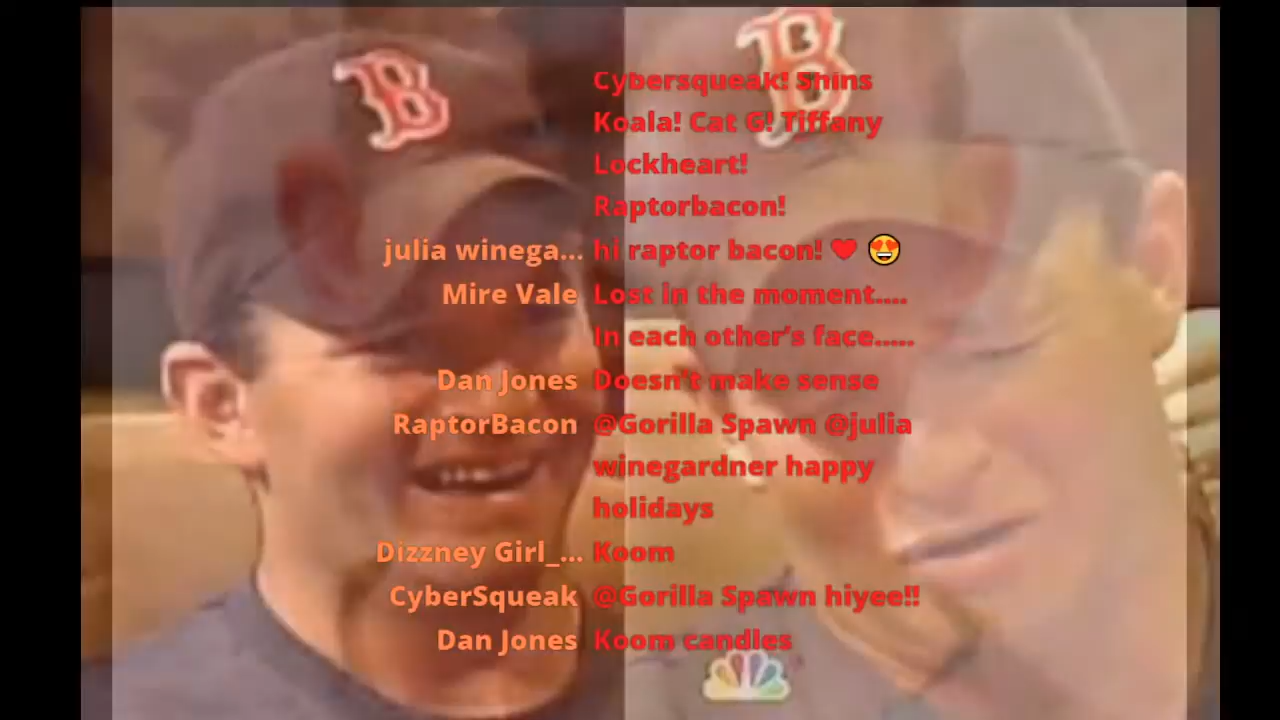 B
B
Cybersqueak! Shins
Koala! Cat G! Tiffany
Lockheart!
Raptorbacon!
julia winega... hi raptor bacon! ❤️ 😍
Mire Vale Lost in the moment....
In each other's face.....
Dan Jones Doesn't make sense
RaptorBacon @Gorilla Spawn @julia
winegardner happy
holidays
Dizzney Girl_... Koom
CyberSqueak @Gorilla Spawn hiyee!!
Dan Jones Koom candles